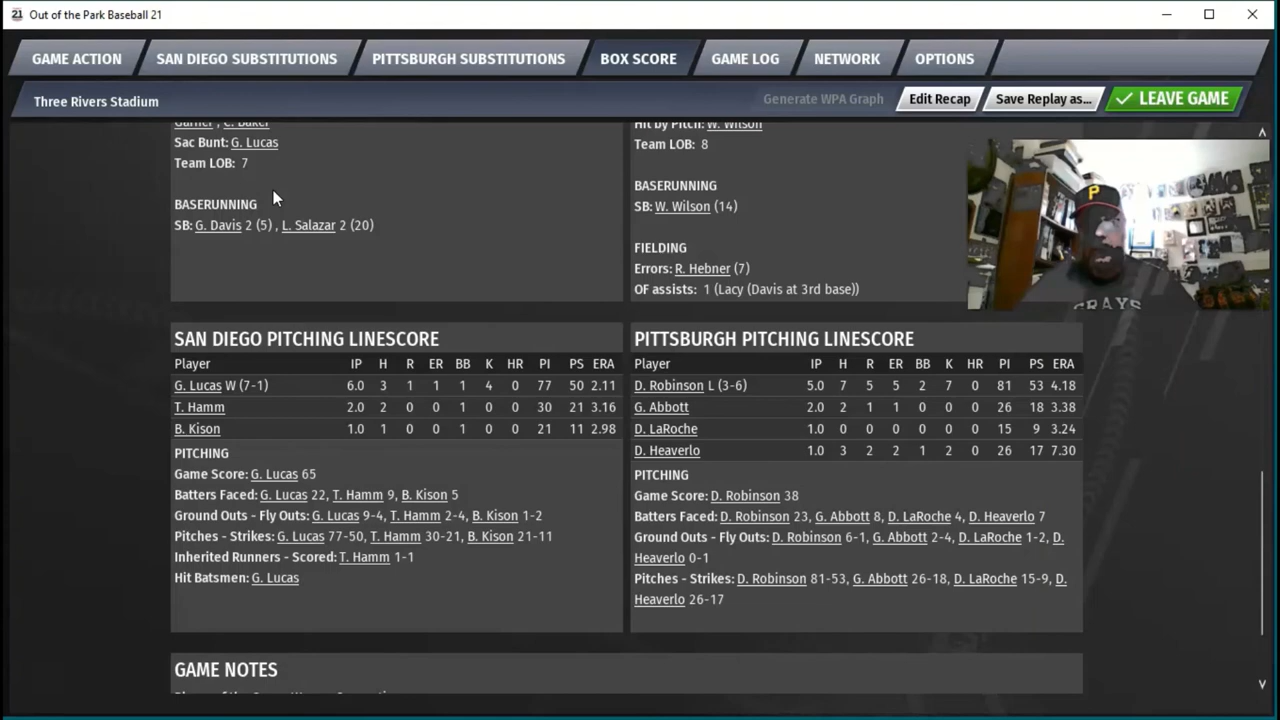 21 Out of the Park Baseball 21
GAME ACTION SAN DIEGO SUBSTITUTIONS PITTSBURGH SUBSTITUTIONS BOX SCORE GAME LOG NETWORK OPTIONS
Three Rivers Stadium Generate WPA Graph Edit Recap Save Replay as... LEAVE GAME
Garner , C. Baker
Sac Bunt: G. Lucas
Team LOB: 7
BASERUNNING
SB: G. Davis 2 (5) , L. Salazar 2 (20)
Hit by Pitch: W. Wilson
Team LOB: 8
BASERUNNING
SB: W. Wilson (14)
FIELDING
Errors: R. Hebner (7)
OF assists: 1 (Lacy (Davis at 3rd base))
P
GRAYS
SAN DIEGO PITCHING LINESCORE
Player IP H R ER BB K HR PI PS ERA
G. Lucas W (7-1) 6.0 3 1 1 1 4 0 77 50 2.11
T. Hamm 2.0 2 0 0 1 0 0 30 21 3.16
B. Kison 1.0 1 0 0 1 0 0 21 11 2.98
PITCHING
Game Score: G. Lucas 65
Batters Faced: G. Lucas 22, T. Hamm 9, B. Kison 5
Ground Outs - Fly Outs: G. Lucas 9-4, T. Hamm 2-4, B. Kison 1-2
Pitches - Strikes: G. Lucas 77-50, T. Hamm 30-21, B. Kison 21-11
Inherited Runners - Scored: T. Hamm 1-1
Hit Batsmen: G. Lucas
PITTSBURGH PITCHING LINESCORE
Player IP H R ER BB K HR PI PS ERA
D. Robinson L (3-6) 5.0 7 5 5 2 7 0 81 53 4.18
G. Abbott 2.0 2 1 1 0 0 0 26 18 3.38
D. LaRoche 1.0 0 0 0 0 0 0 15 9 3.24
D. Heaverlo 1.0 3 2 2 1 2 0 26 17 7.30
PITCHING
Game Score: D. Robinson 38
Batters Faced: D. Robinson 23, G. Abbott 8, D. LaRoche 4, D. Heaverlo 7
Ground Outs - Fly Outs: D. Robinson 6-1, G. Abbott 2-4, D. LaRoche 1-2, D.
Heaverlo 0-1
Pitches - Strikes: D. Robinson 81-53, G. Abbott 26-18, D. LaRoche 15-9, D.
Heaverlo 26-17
GAME NOTES